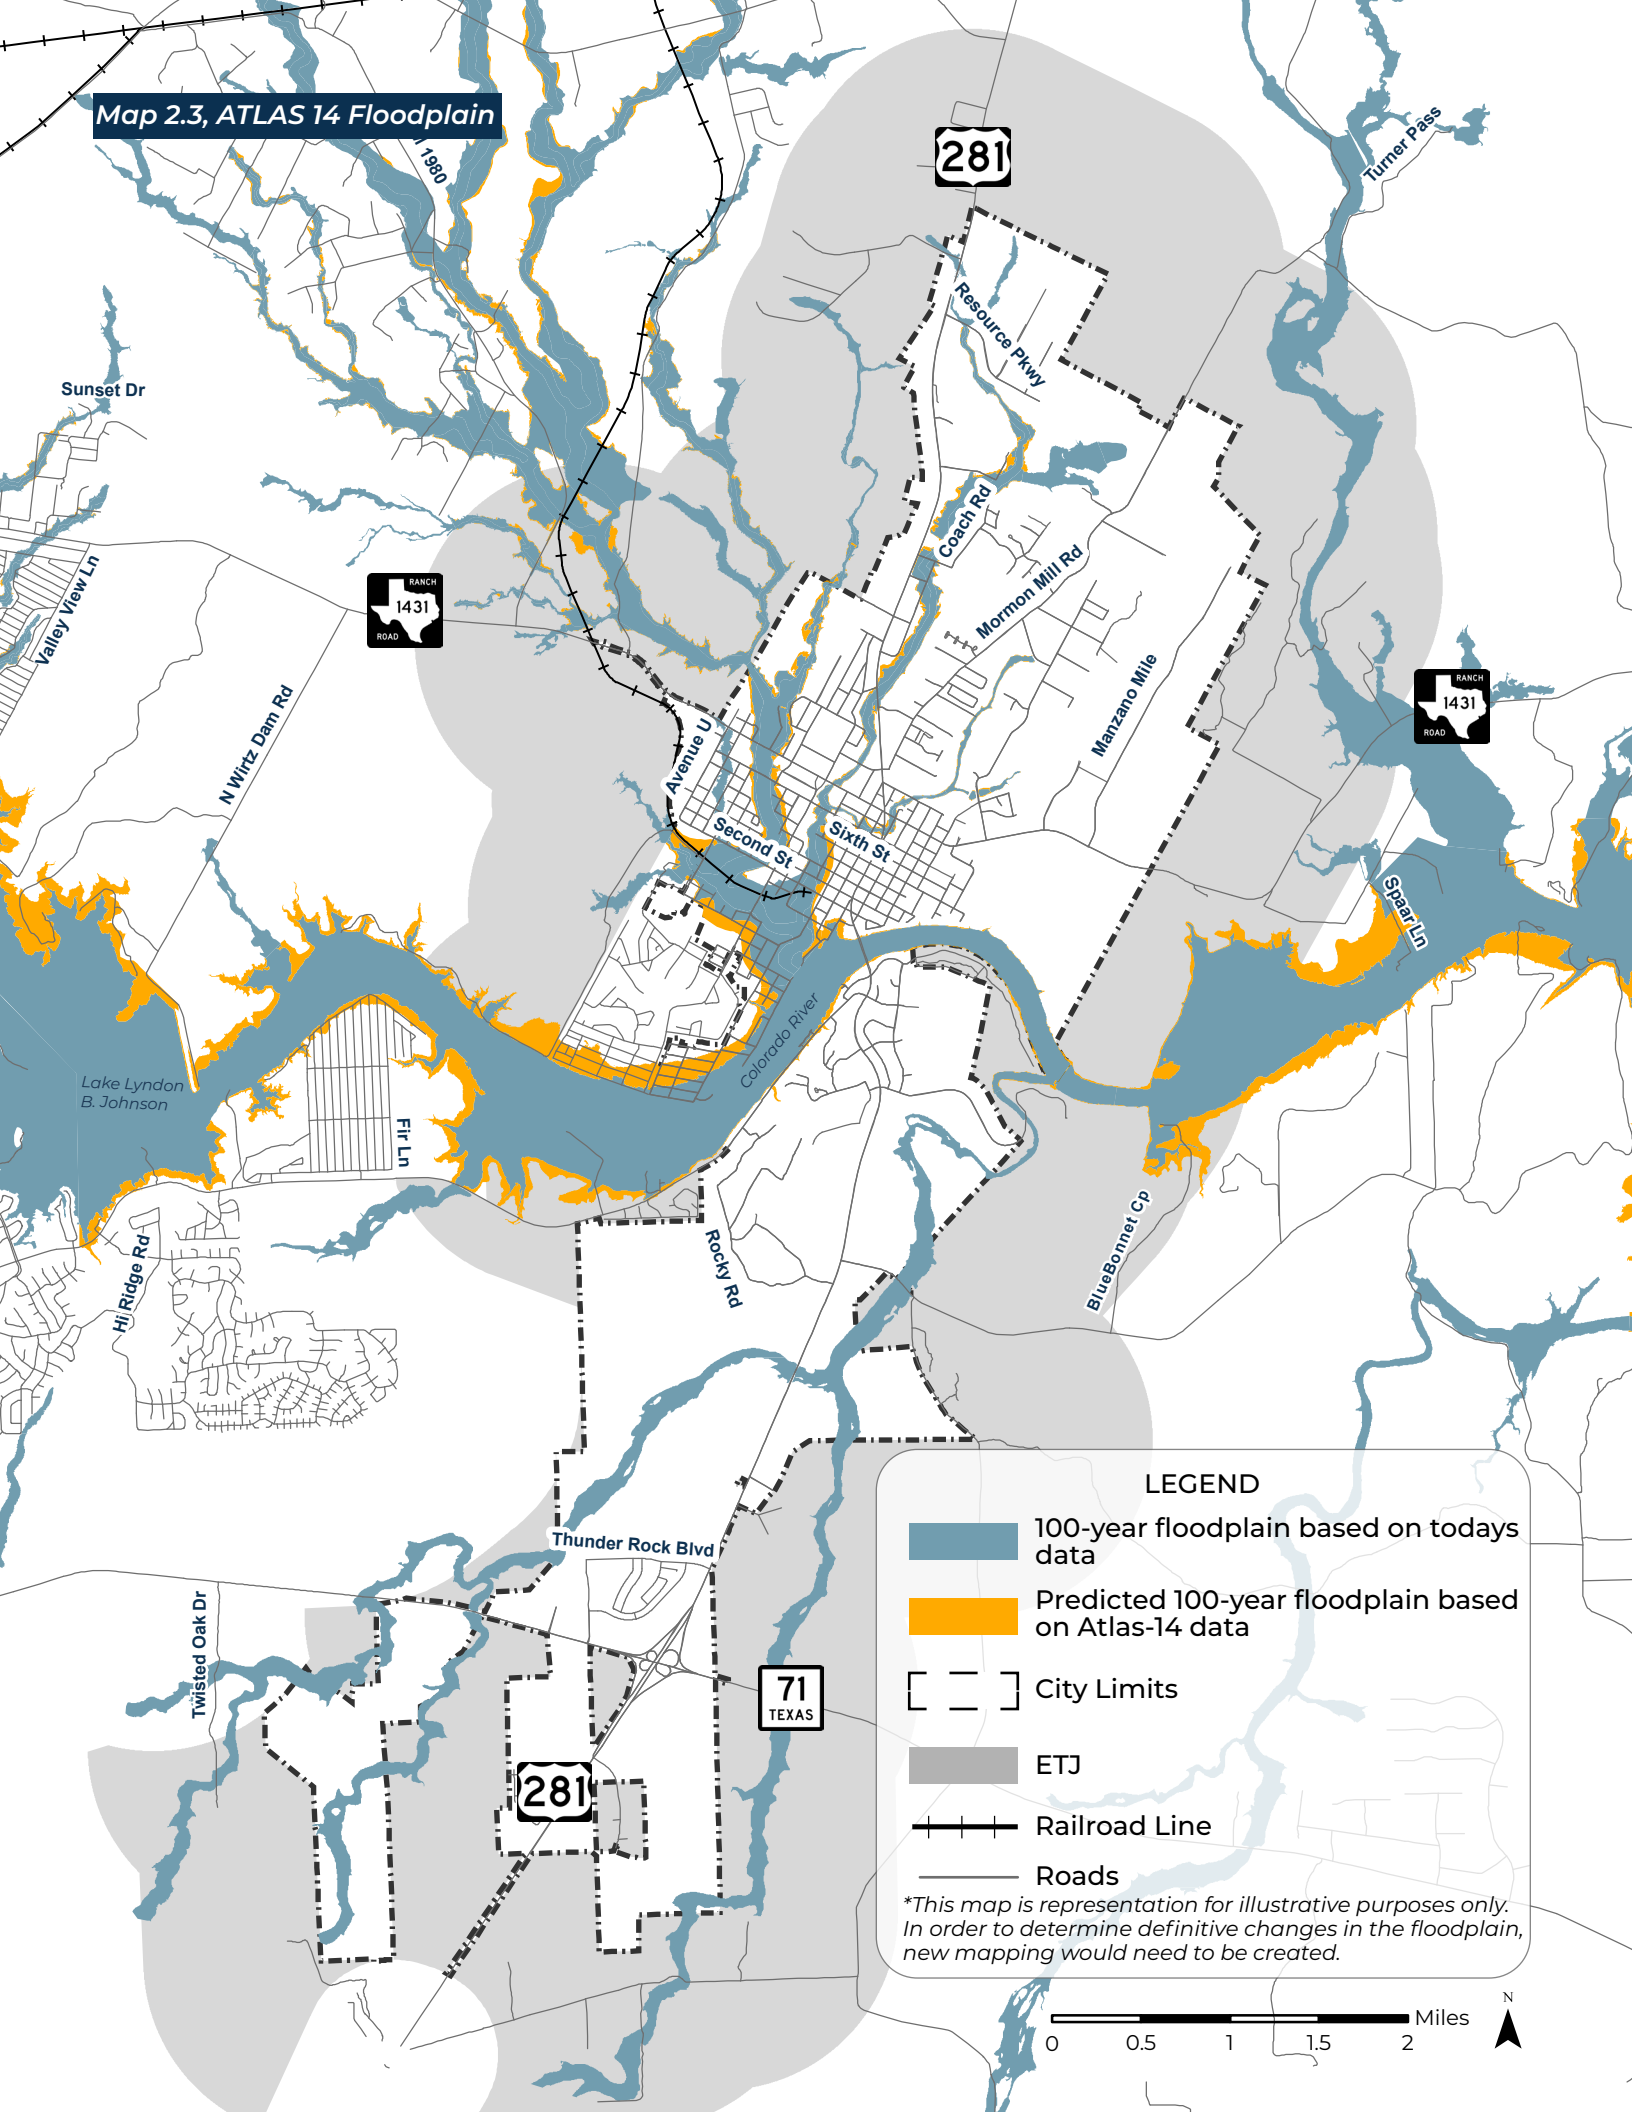 Map 2.3, ATLAS 14 Floodplain
1980
Turner Pass
281
Resource Pkwy
Sunset Dr
Coach Rd
Mormon Mill Rd
Valley View Ln
RANCH
1431
ROAD
Manzano Mile
RANCH
1431
ROAD
N Wirtz Dam Rd
Avenue U
Second St
Sixth St
Spaar Ln
Colorado River
Lake Lyndon
B. Johnson
Fir Ln
BlueBonnet Cp
Hi Ridge Rd
Rocky Rd
Thunder Rock Blvd
Twisted Oak Dr
71
TEXAS
281
LEGEND
100-year floodplain based on todays
data
Predicted 100-year floodplain based
on Atlas-14 data
City Limits
ETJ
Railroad Line
Roads
*This map is representation for illustrative purposes only.
In order to determine definitive changes in the floodplain,
new mapping would need to be created.
N
Miles
0 0.5 1 1.5 2